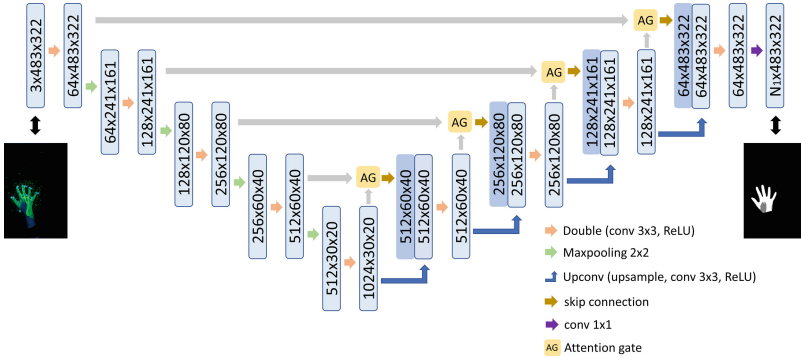 3x483x322
64x483x322
64x241x161
128x241x161
128x120x80
256x120x80
256x60x40
512x60x40
512x30x20
1024x30x20
AG
512x60x40
512x60x40
512x60x40
AG
256x120x80
256x120x80
256x120x80
AG
128x241x161
128x241x161
128x241x161
AG
64x483x322
64x483x322
64x483x322
N₁x483x322
Double (conv 3x3, ReLU)
Maxpooling 2x2
Upconv (upsample, conv 3x3, ReLU)
skip connection
conv 1x1
AG Attention gate